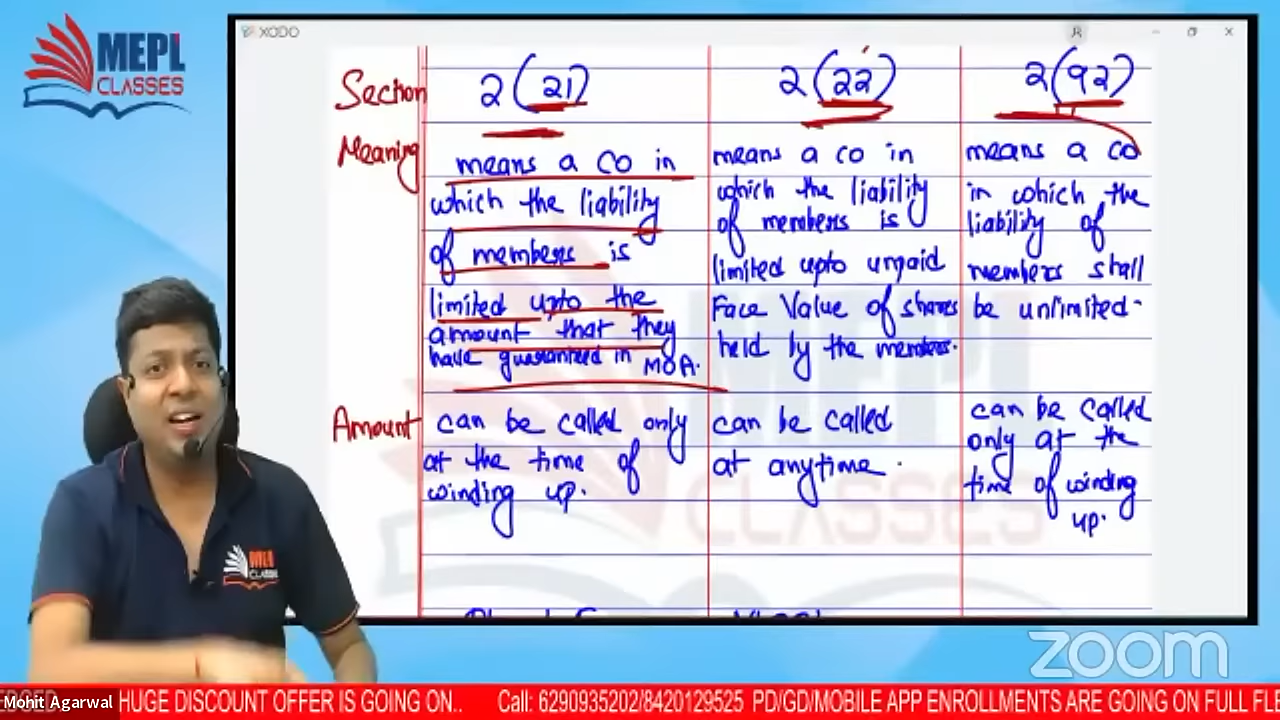 MEPL
CLASSES
XODO
Section
2(21)
2(22)
2(92)
Meaning
means a co in
which the liability
of members is
limited upto the
amount that they
have guaranteed in MOA.
means a co in
which the liability
of members is
limited upto unpaid
Face Value of shares
held by the members.
means a co
in which the
liability of
members shall
be unlimited.
Amount
can be called only
at the time of
winding up.
can be called
at anytime.
can be called
only at the
time of winding
up.
CLASSES
MEPL
CLASSES
zoom
Mohit Agarwal
HUGE DISCOUNT OFFER IS GOING ON.. Call: 6290935202/8420129525 PD/GD/MOBILE APP ENROLLMENTS ARE GOING ON FULL FLE